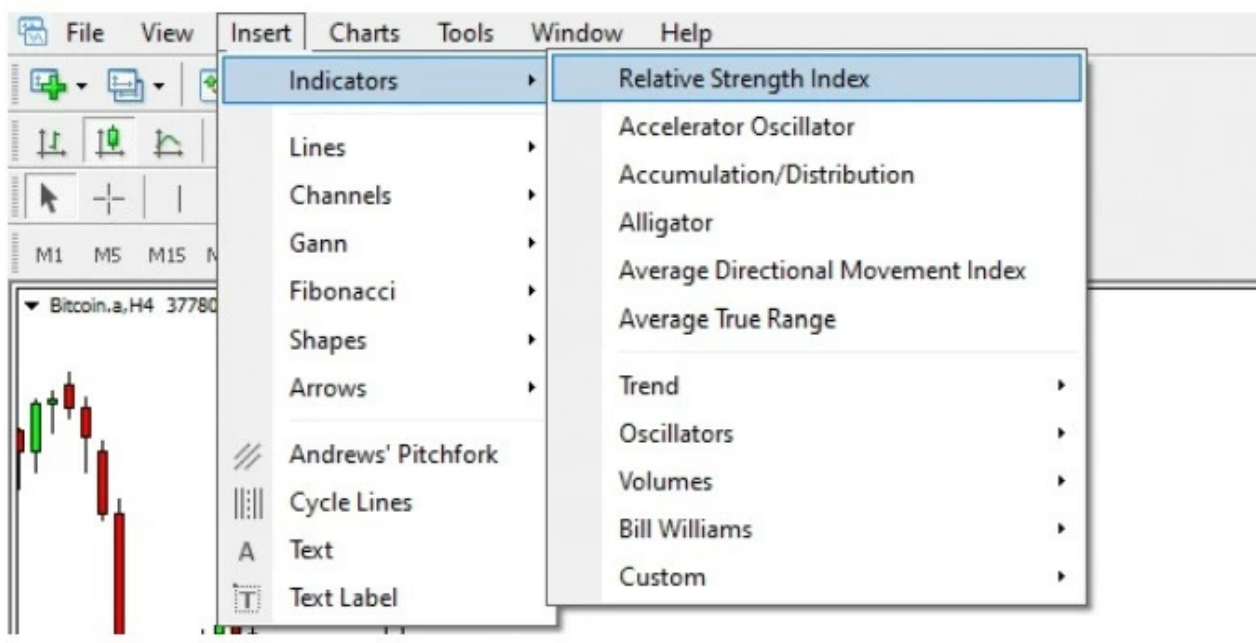 File View Insert Charts Tools Window Help
Indicators
Lines
Channels
Gann
Fibonacci
Shapes
Arrows
Andrews' Pitchfork
Cycle Lines
A Text
T Text Label
Relative Strength Index
Accelerator Oscillator
Accumulation/Distribution
Alligator
Average Directional Movement Index
Average True Range
Trend
Oscillators
Volumes
Bill Williams
Custom
M1 M5 M15
Bitcoin.a,H4 37780